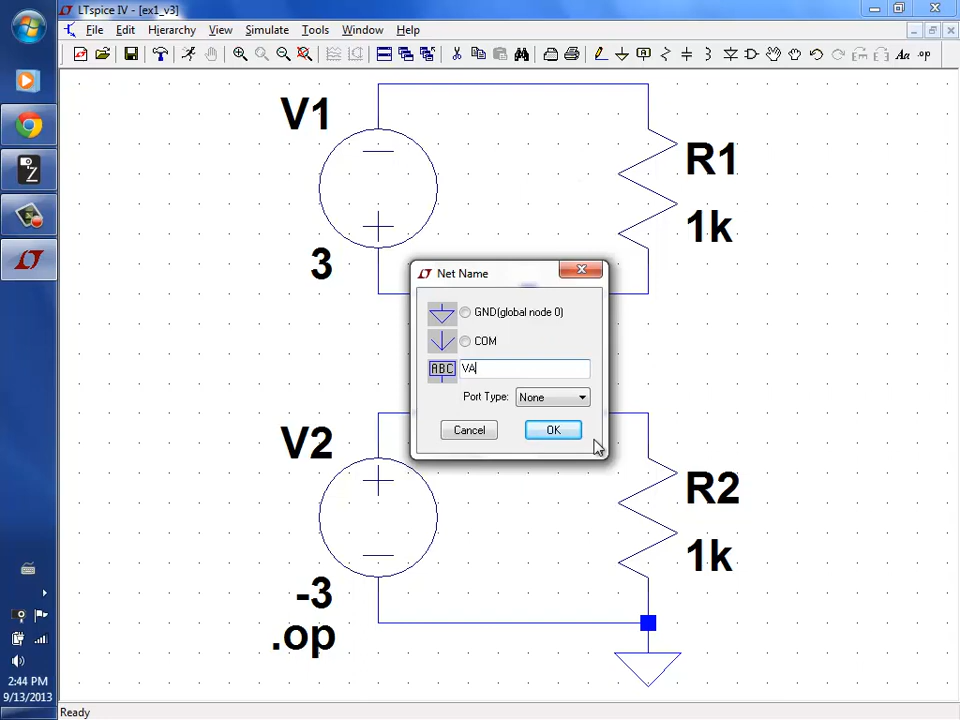 LTspice IV - [ex1_v3]
File Edit Hierarchy View Simulate Tools Window Help
Aa .op
V1
3
R1
1k
Net Name
GND(global node 0)
COM
ABC VA
Port Type: None
Cancel OK
V2
-3
.op
R2
1k
2:44 PM
9/13/2013
Ready